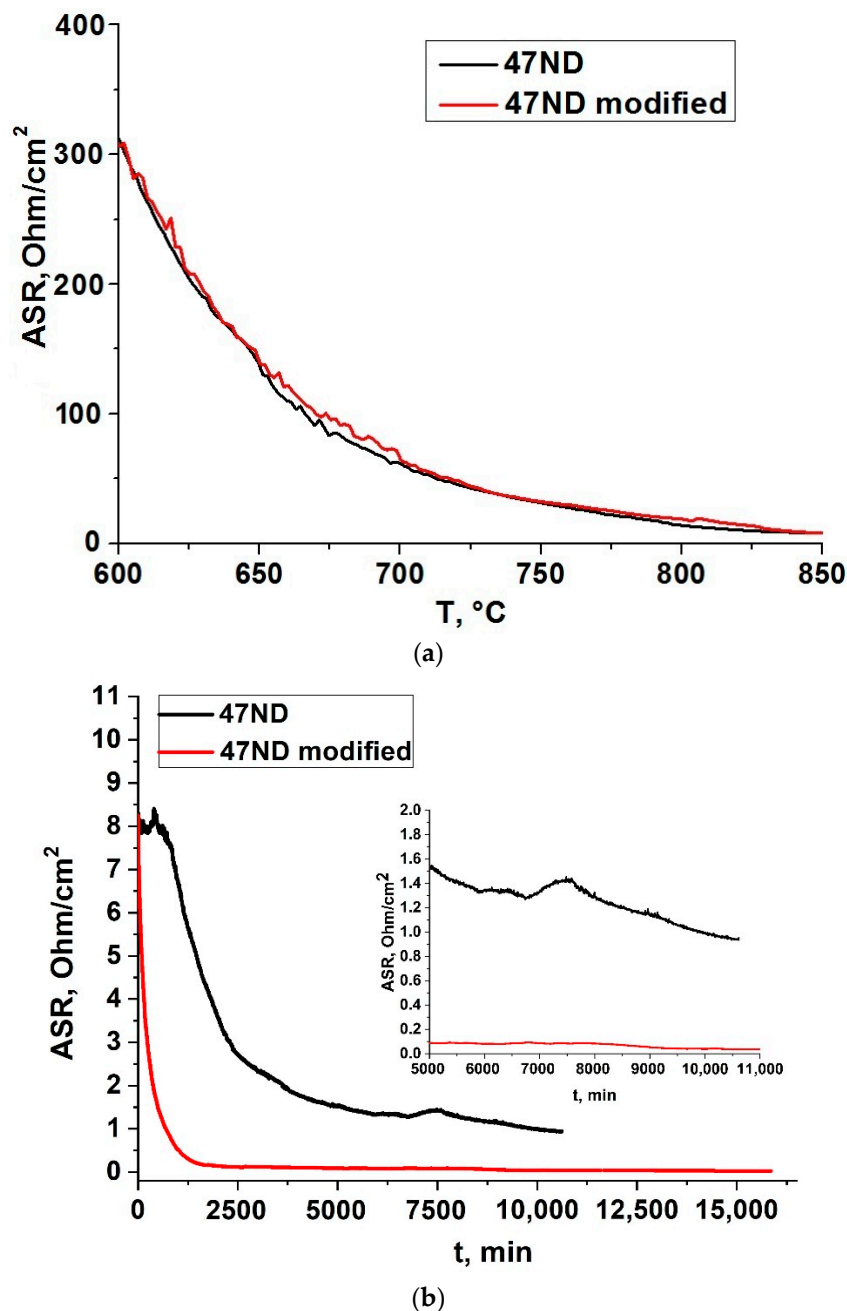 400
300
200
100
0
ASR, Ohm/cm²
47ND
47ND modified
600 650 700 750 800 850
T, °C
(a)
11
10
9
8
7
6
5
4
3
2
1
0
ASR, Ohm/cm²
47ND
47ND modified
2.0
1.8
1.6
1.4
1.2
1.0
0.8
0.6
0.4
0.2
0.0
ASR, Ohm/cm²
5000 6000 7000 8000 9000 10,000 11,000
t, min
0 2500 5000 7500 10,000 12,500 15,000
t, min
(b)